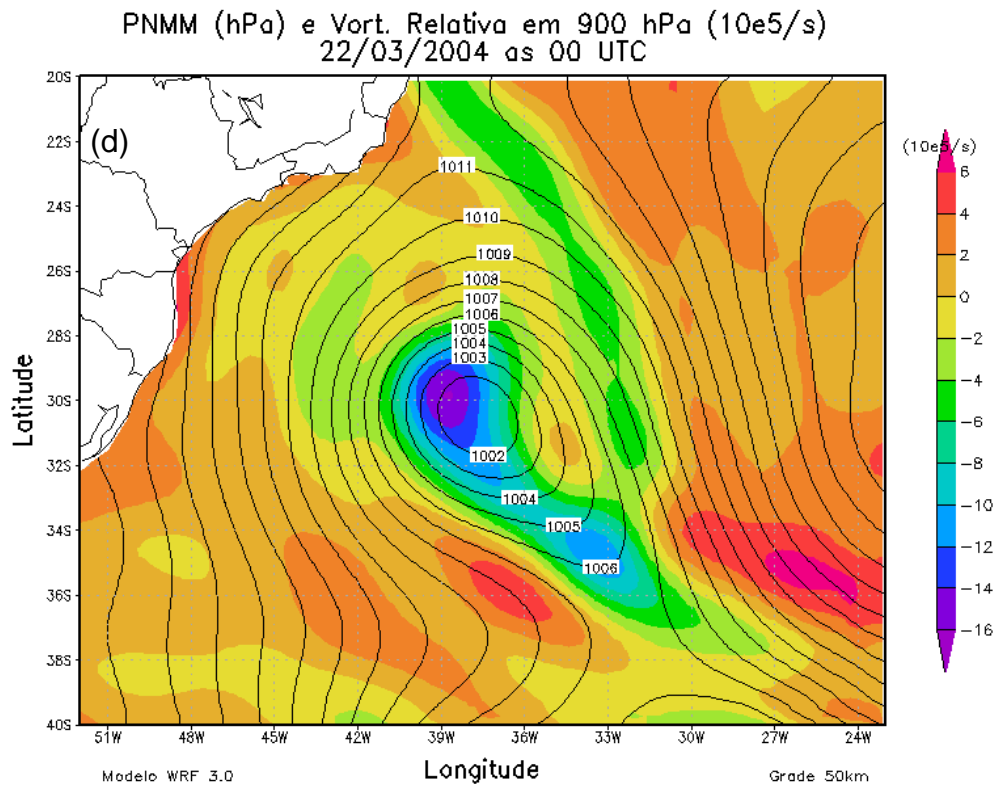 PNMM (hPa) e Vort. Relativa em 900 hPa (10e5/s)
22/03/2004 as 00 UTC
(d)
20S
22S
24S
26S
28S
30S
32S
34S
36S
38S
40S
Latitude
1011
1010
1009
1008
1007
1006
1005
1004
1003
1002
1004
1005
1006
(10e5/s)
6
4
2
0
−2
−4
−6
−8
−10
−12
−14
−16
51W 48W 45W 42W 39W 36W 33W 30W 27W 24W
Modelo WRF 3.0 Longitude Grade 50km